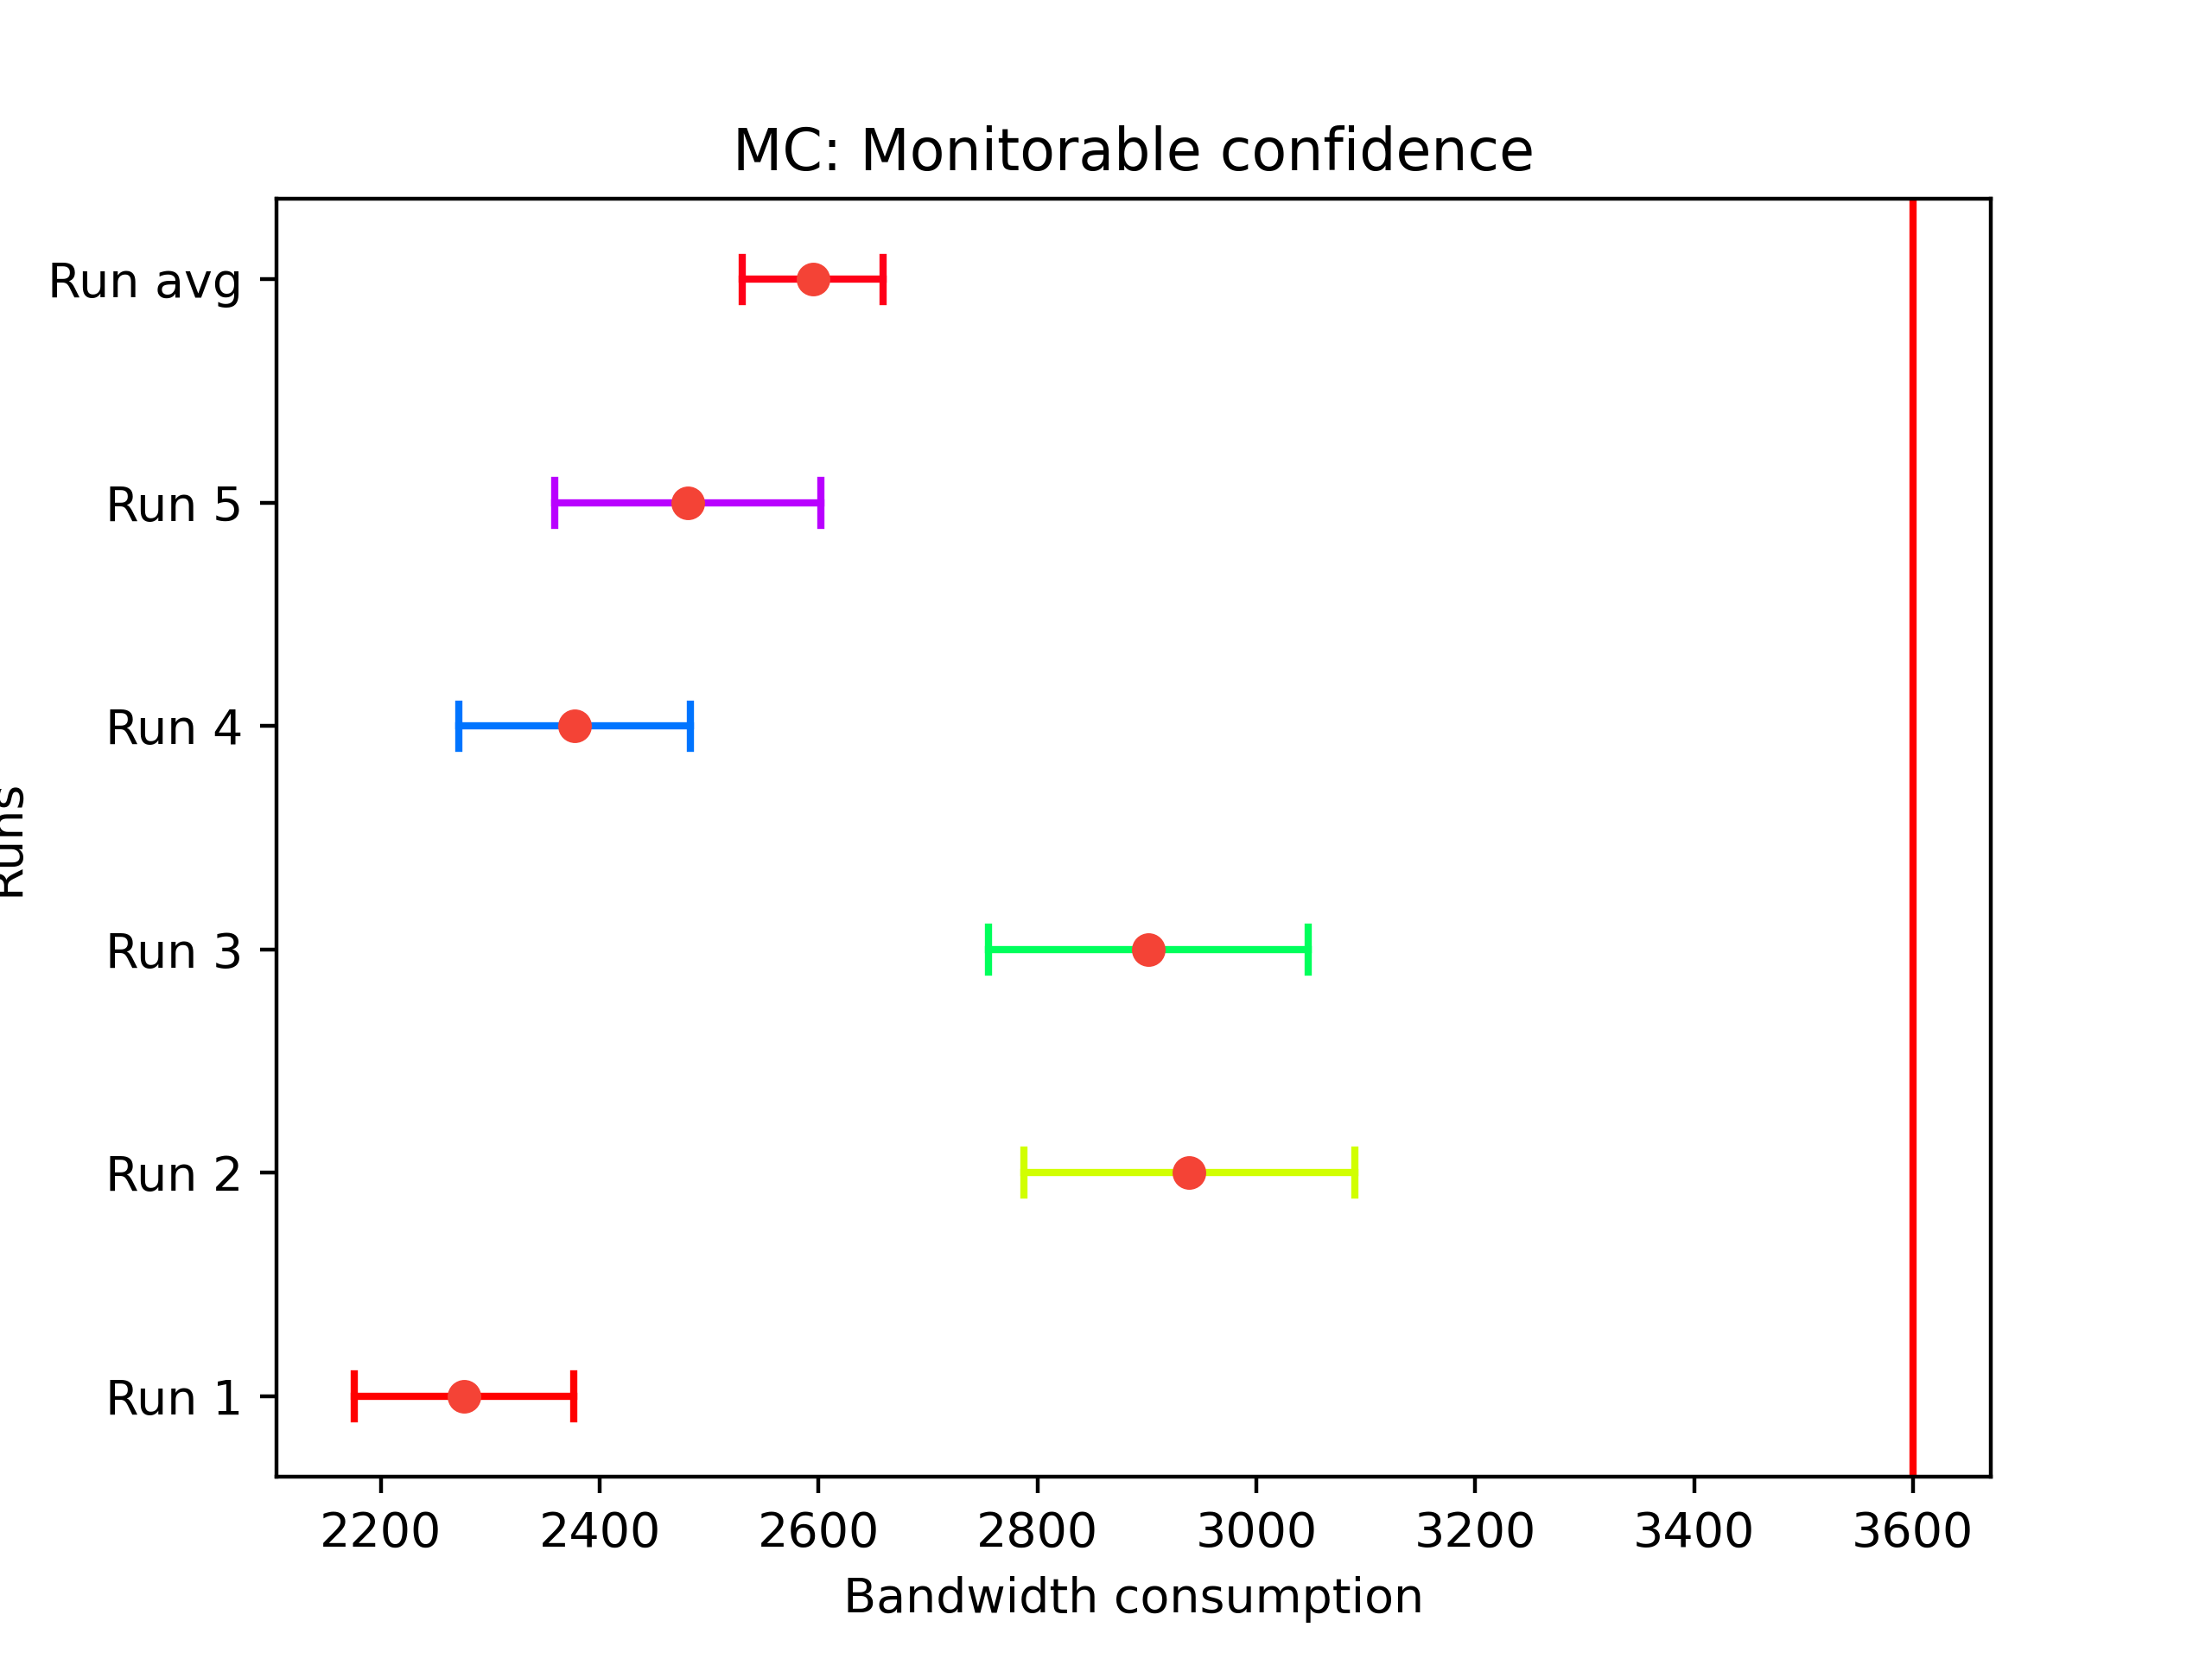 MC: Monitorable confidence
Run avg
Run 5
Run 4
Run 3
Run 2
Run 1
Runs
2200 2400 2600 2800 3000 3200 3400 3600
Bandwidth consumption